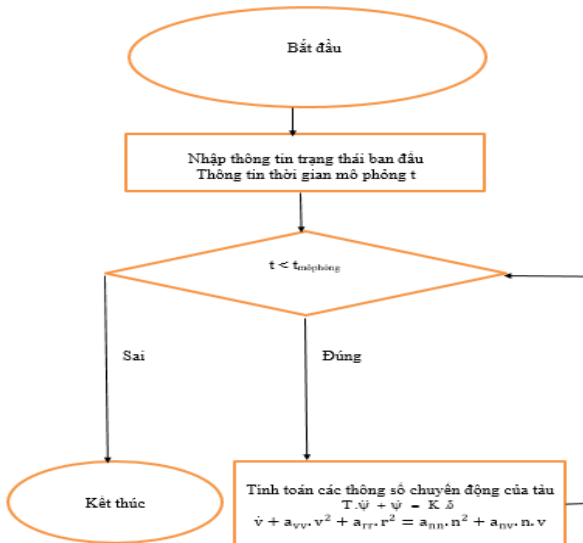 Bắt đầu
Nhập thông tin trạng thái ban đầu
Thông tin thời gian mô phỏng t
t < tmôphỏng
Sai
Đúng
Kết thúc
Tính toán các thông số chuyển động của tàu
T.ψ̈ + ψ̇ = K δ
v̇ + avv. v² + arr. r² = ann. n² + anv. n. v